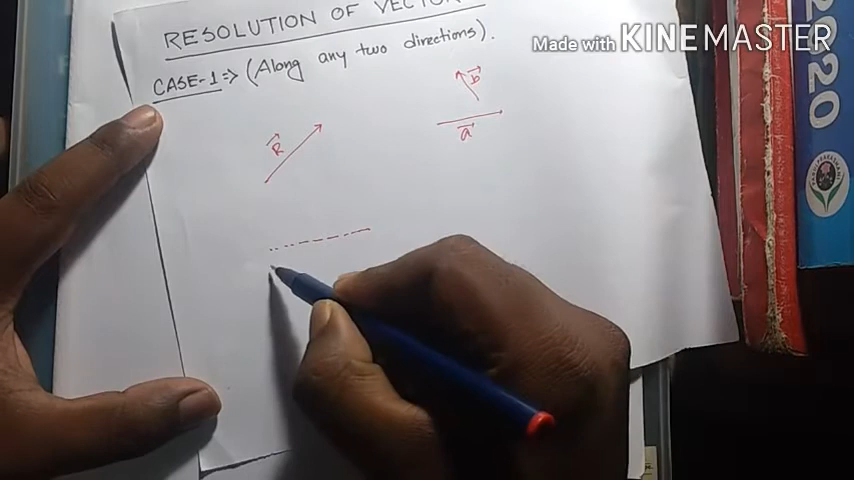 RESOLUTION OF VECTOR
Made with KINEMASTER
CASE-1 => (Along any two directions).
b
a
R
2020